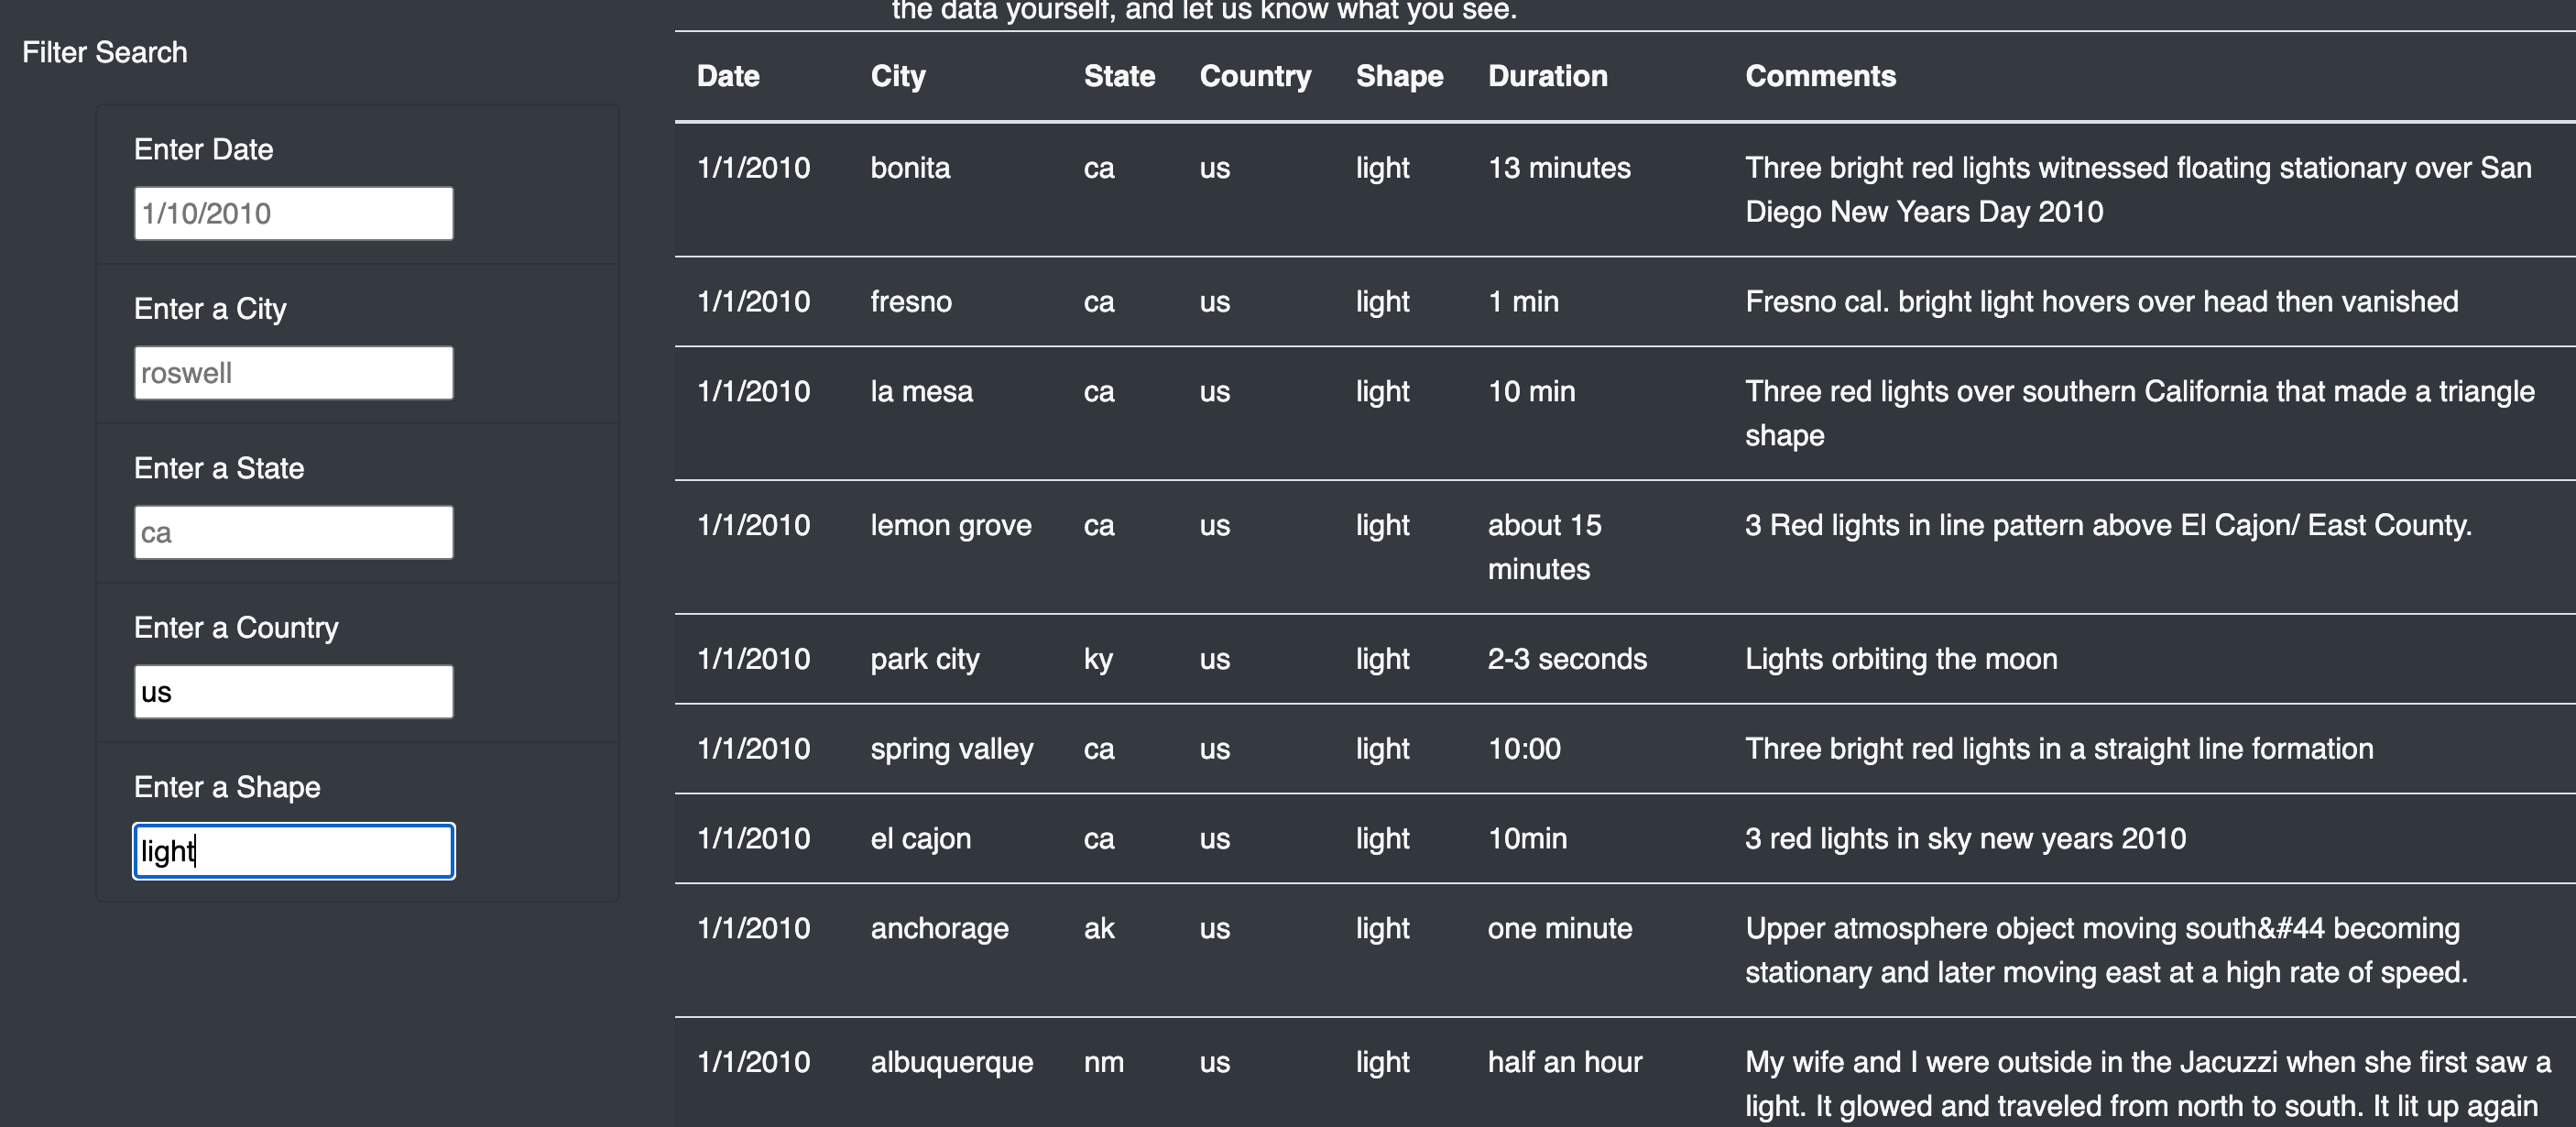 the data yourself, and let us know what you see.
Filter Search
Enter Date
1/10/2010
Enter a City
roswell
Enter a State
ca
Enter a Country
us
Enter a Shape
light
Date City State Country Shape Duration Comments
1/1/2010 bonita ca us light 13 minutes Three bright red lights witnessed floating stationary over San
Diego New Years Day 2010
1/1/2010 fresno ca us light 1 min Fresno cal. bright light hovers over head then vanished
1/1/2010 la mesa ca us light 10 min Three red lights over southern California that made a triangle
shape
1/1/2010 lemon grove ca us light about 15 3 Red lights in line pattern above El Cajon/ East County.
minutes
1/1/2010 park city ky us light 2-3 seconds Lights orbiting the moon
1/1/2010 spring valley ca us light 10:00 Three bright red lights in a straight line formation
1/1/2010 el cajon ca us light 10min 3 red lights in sky new years 2010
1/1/2010 anchorage ak us light one minute Upper atmosphere object moving south&#44 becoming
stationary and later moving east at a high rate of speed.
1/1/2010 albuquerque nm us light half an hour My wife and I were outside in the Jacuzzi when she first saw a
light. It glowed and traveled from north to south. It lit up again